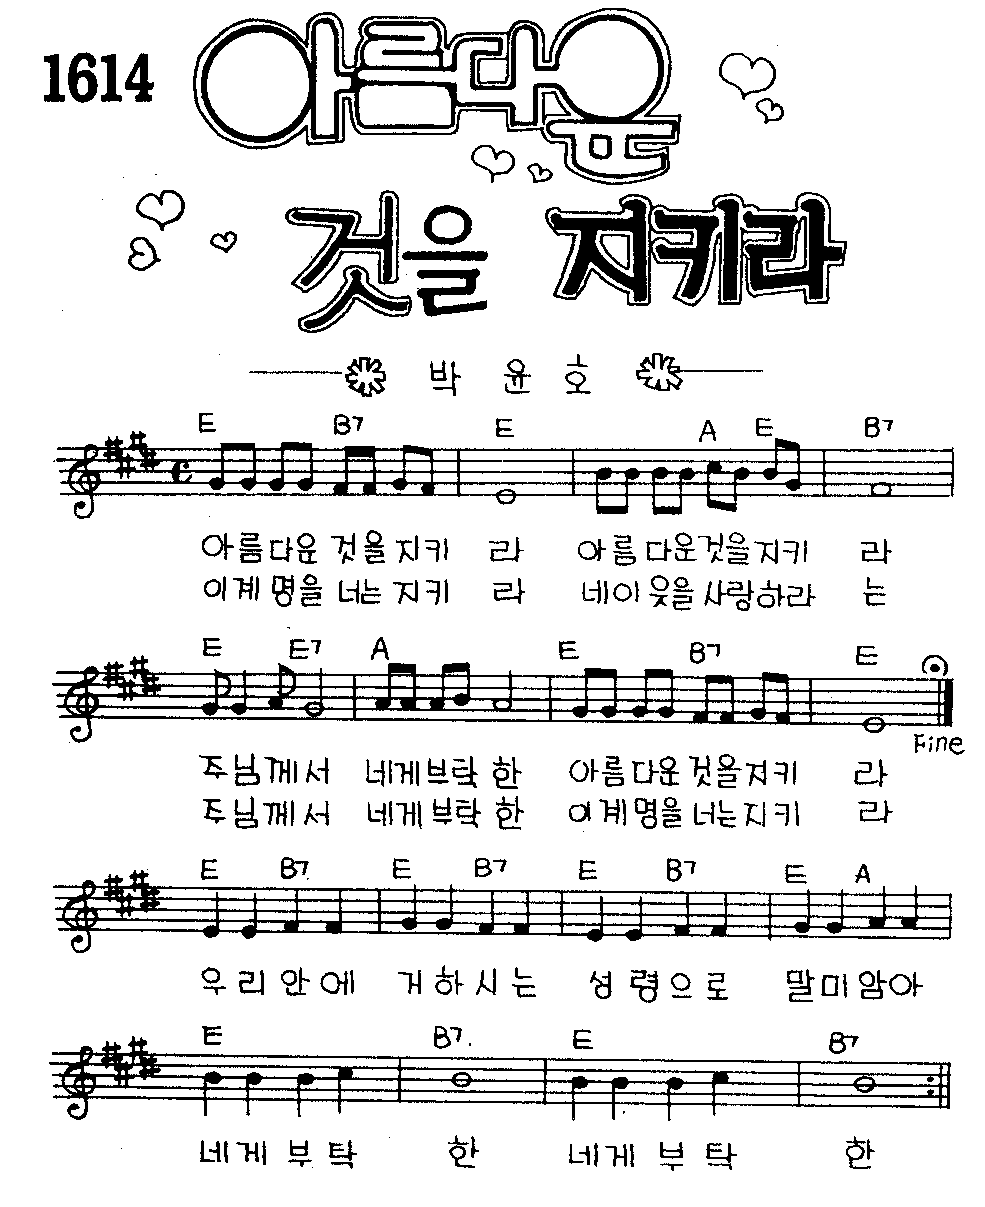 1614
아름다운
것을 지키라
박 윤 호
E B7 E A E B7
아름다운 것을 지키 라 아름 다운것을지키 라
이계 명을 너는 지키 라 네이웃을사랑하라 는
E E7 A E B7 E
Fine
주님께서 네게부탁 한 아름 다운 것을지키 라
주님께서 네게 부탁 한 이계명을 너는지키 라
E B7 E B7 E B7 E A
우리안에 거하시는 성령으로 말미암아
E B7. E B7
네게 부탁 한 네게 부탁 한